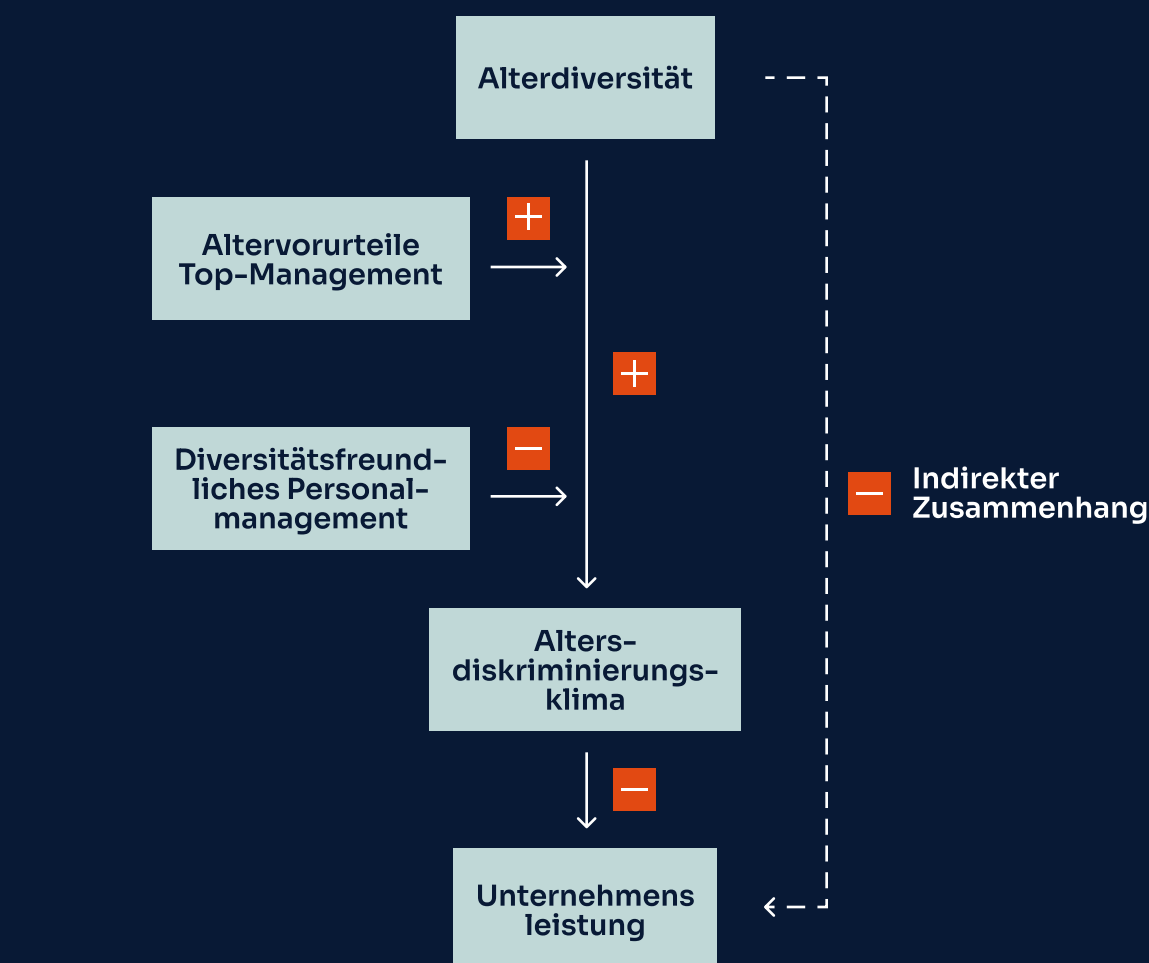 Alterdiversität
Altervorurteile
Top-Management
Diversitätsfreund-
liches Personal-
management
Indirekter
Zusammenhang
Alters-
diskriminierungs-
klima
Unternehmens
leistung